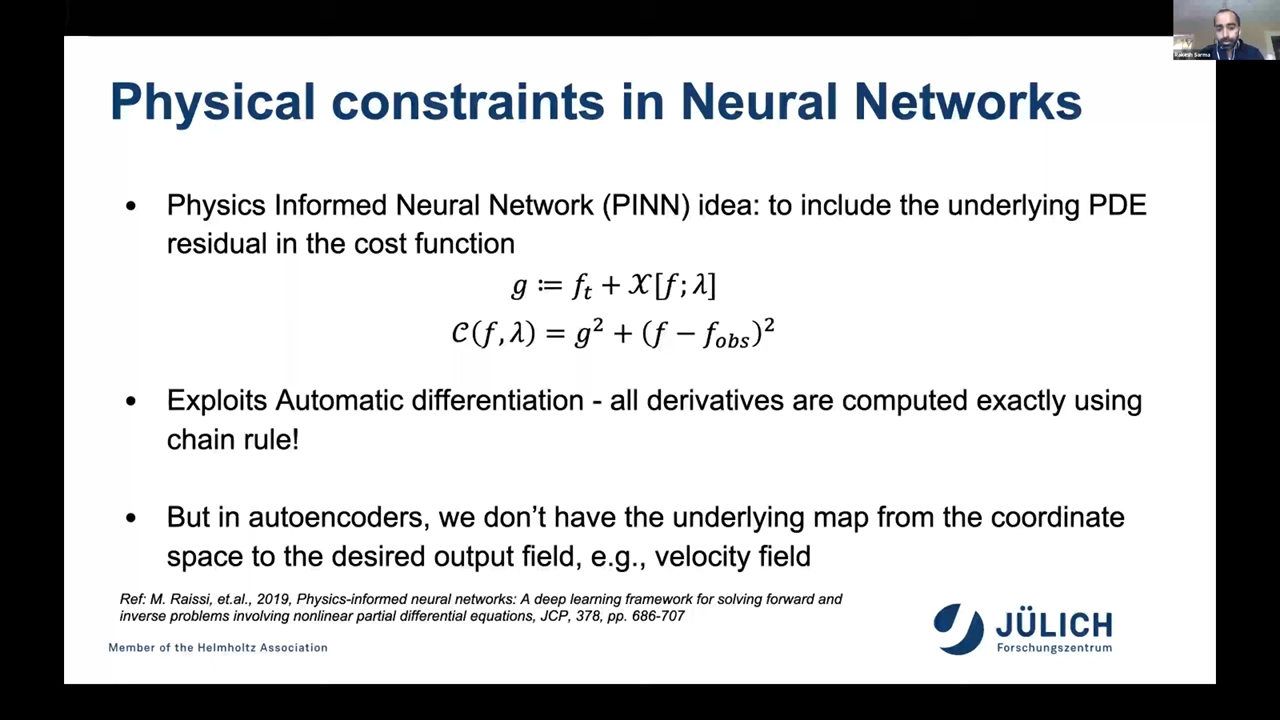 Rakesh Sarma
Physical constraints in Neural Networks
• Physics Informed Neural Network (PINN) idea: to include the underlying PDE
residual in the cost function
g ≔ f_t + 𝒳[f; λ]
𝒞(f, λ) = g² + (f − f_obs)²
• Exploits Automatic differentiation - all derivatives are computed exactly using
chain rule!
• But in autoencoders, we don’t have the underlying map from the coordinate
space to the desired output field, e.g., velocity field
Ref: M. Raissi, et.al., 2019, Physics-informed neural networks: A deep learning framework for solving forward and
inverse problems involving nonlinear partial differential equations, JCP, 378, pp. 686-707
Member of the Helmholtz Association
JÜLICH
Forschungszentrum